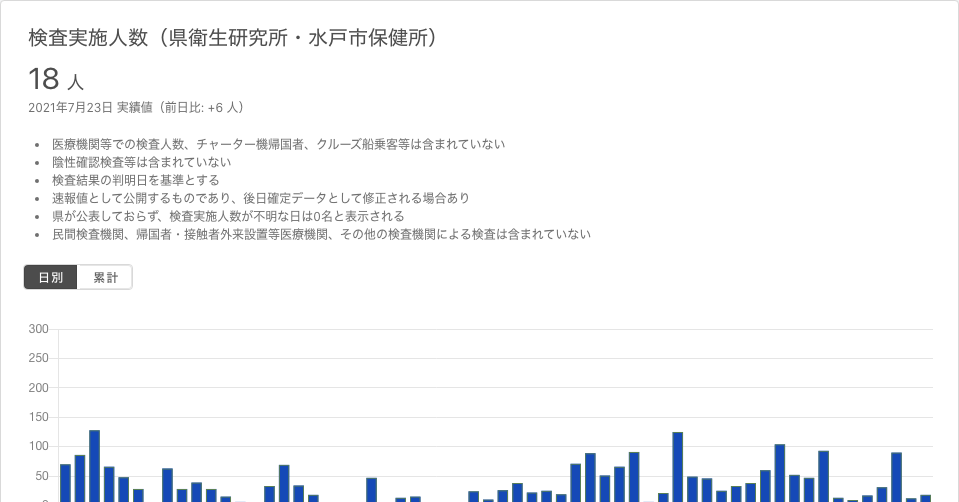 検査実施人数（県衛生研究所・水戸市保健所）
18 人
2021年7月23日 実績値（前日比: +6 人）
• 医療機関等での検査人数、チャーター機帰国者、クルーズ船乗客等は含まれていない
• 陰性確認検査等は含まれていない
• 検査結果の判明日を基準とする
• 速報値として公開するものであり、後日確定データとして修正される場合あり
• 県が公表しておらず、検査実施人数が不明な日は0名と表示される
• 民間検査機関、帰国者・接触者外来設置等医療機関、その他の検査機関による検査は含まれていない
日別 累計
300
250
200
150
100
50